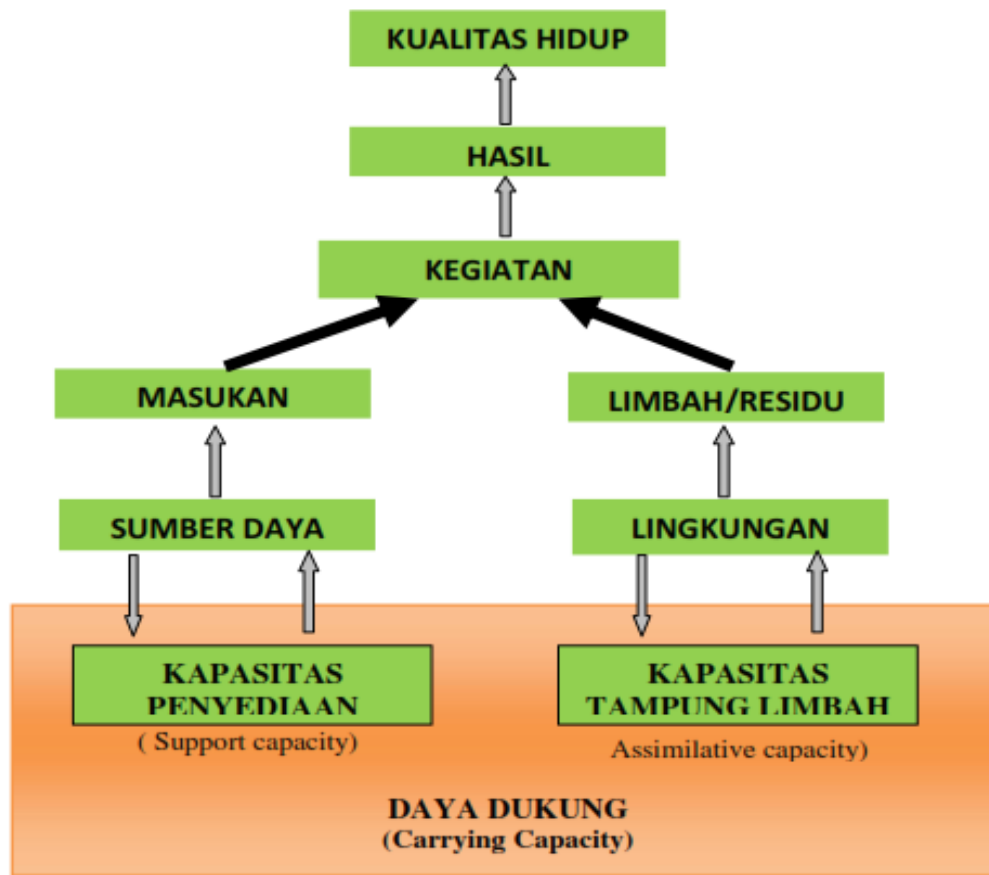 KUALITAS HIDUP
HASIL
KEGIATAN
MASUKAN
LIMBAH/RESIDU
SUMBER DAYA
LINGKUNGAN
KAPASITAS
PENYEDIAAN
( Support capacity)
KAPASITAS
TAMPUNG LIMBAH
Assimilative capacity)
DAYA DUKUNG
(Carrying Capacity)